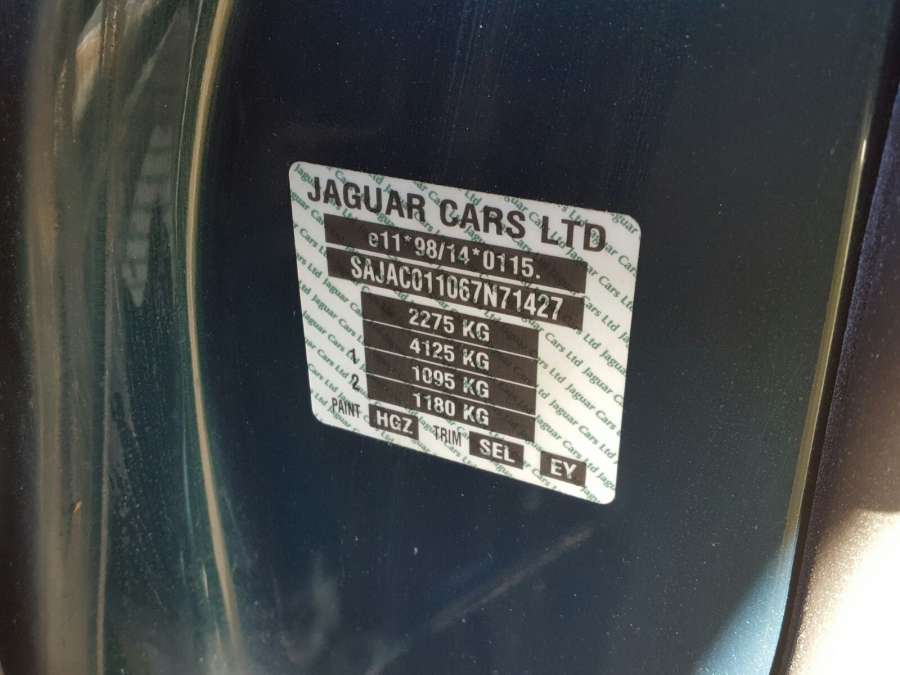 JAGUAR CARS LTD
e11*98/14*0115.
SAJAC011067N71427
2275 KG
4125 KG
1 1095 KG
2 1180 KG
PAINT HGZ TRIM SEL EY